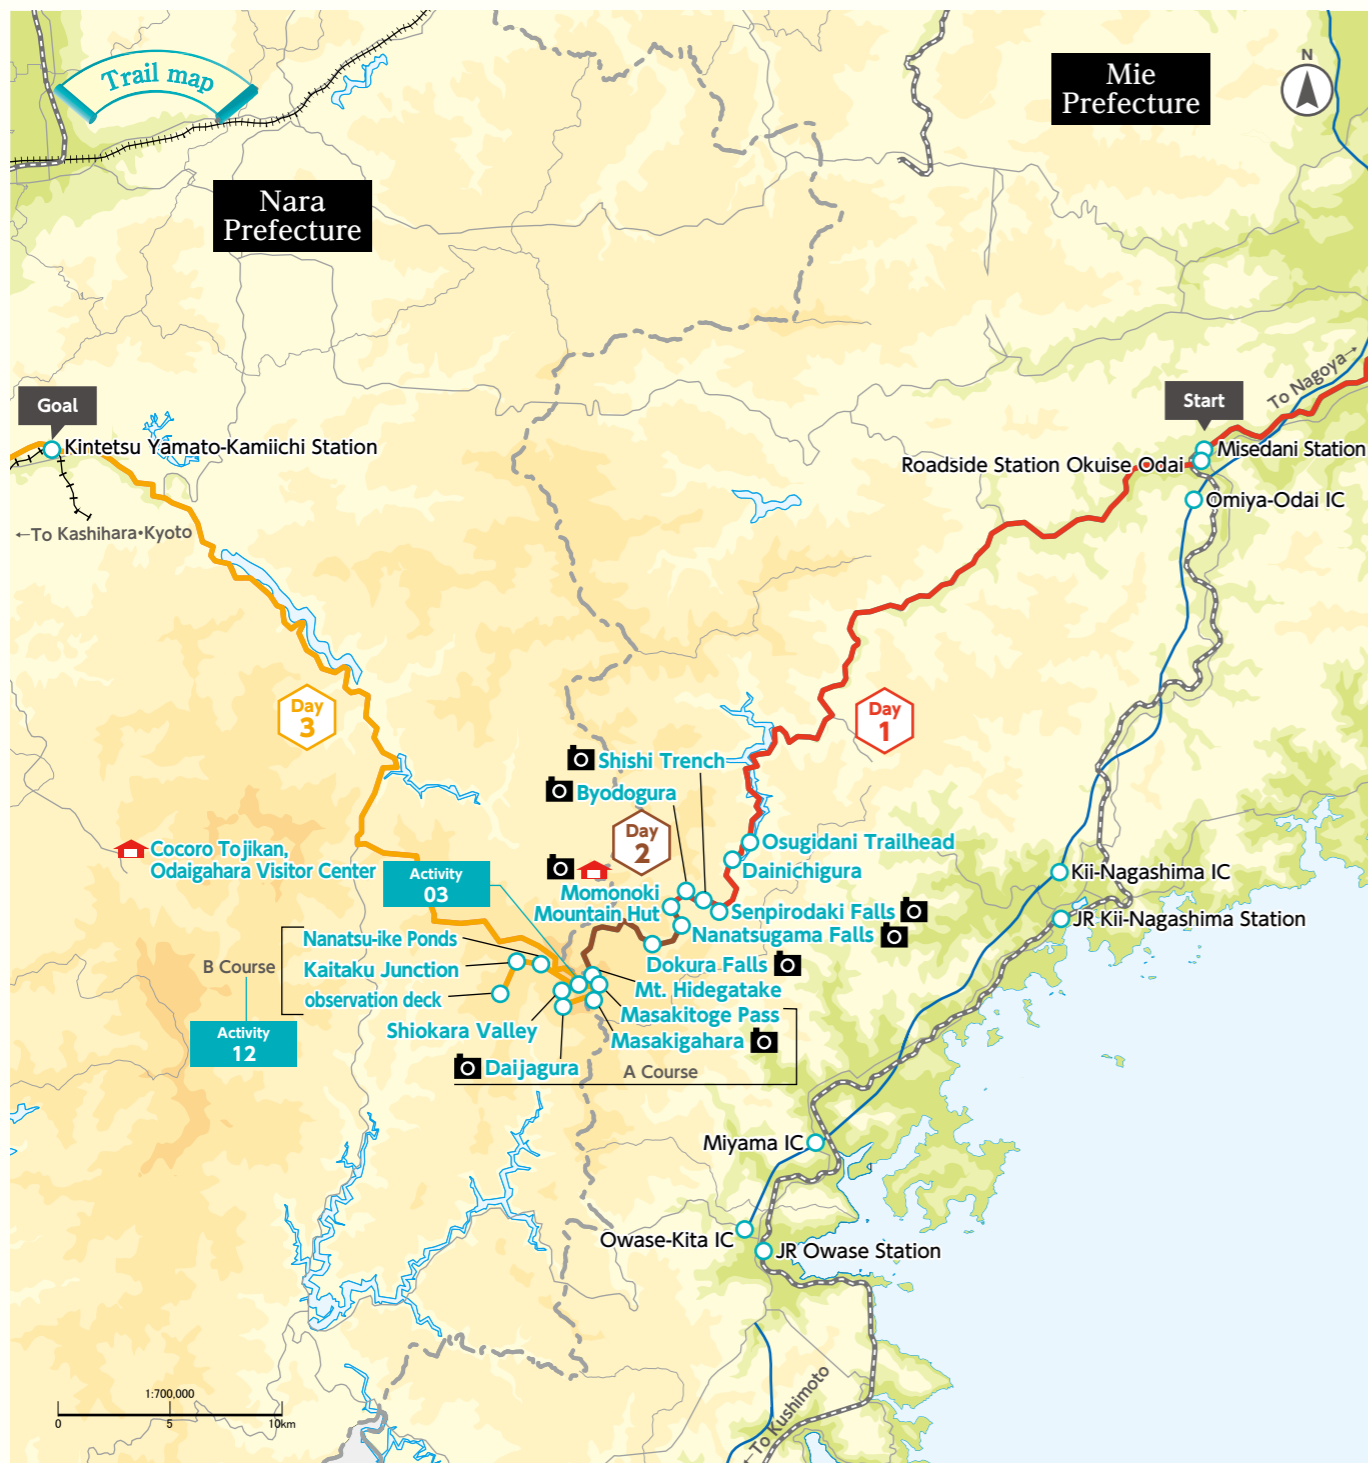 Trail map
Mie
Prefecture
N
Nara
Prefecture
Goal
Kintetsu Yamato-Kamiichi Station
←To Kashihara•Kyoto
To Nagoya→
Start
Misedani Station
Roadside Station Okuise Odai
Omiya-Odai IC
Day
3
Day
1
Shishi Trench
Byodogura
Day
2
Osugidani Trailhead
Dainichigura
Cocoro Tojikan,
Odaigahara Visitor Center
Activity
03
Momonoki
Mountain Hut
Senpirodaki Falls
Nanatsugama Falls
Dokura Falls
Kii-Nagashima IC
JR Kii-Nagashima Station
Nanatsu-ike Ponds
B Course
Kaitaku Junction
observation deck
Mt. Hidegatake
Masakitoge Pass
Shiokara Valley
Masakigahara
Activity
12
Daijagura
A Course
Miyama IC
Owase-Kita IC
JR Owase Station
1:700,000
0
5
10km
←To Kushimoto